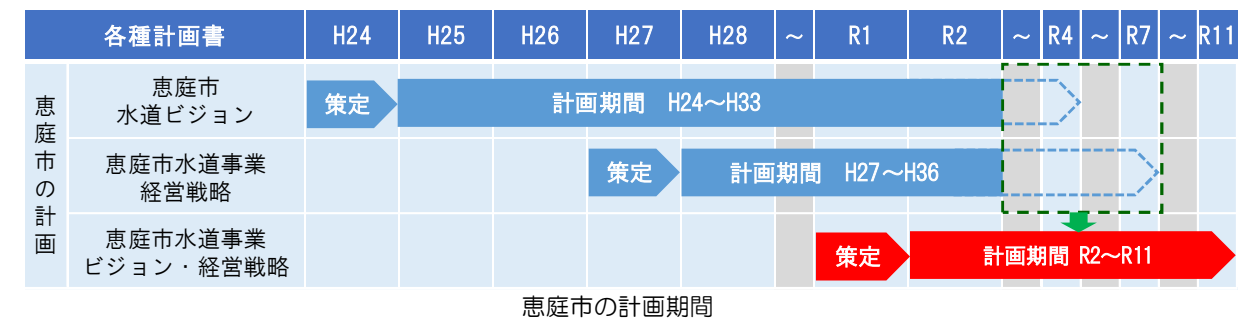 各種計画書 H24 H25 H26 H27 H28 ～ R1 R2 ～ R4 ～ R7 ～ R11
恵庭市の計画
恵庭市
水道ビジョン
策定
計画期間 H24～H33
恵庭市水道事業
経営戦略
策定
計画期間 H27～H36
恵庭市水道事業
ビジョン・経営戦略
策定
計画期間 R2～R11
恵庭市の計画期間